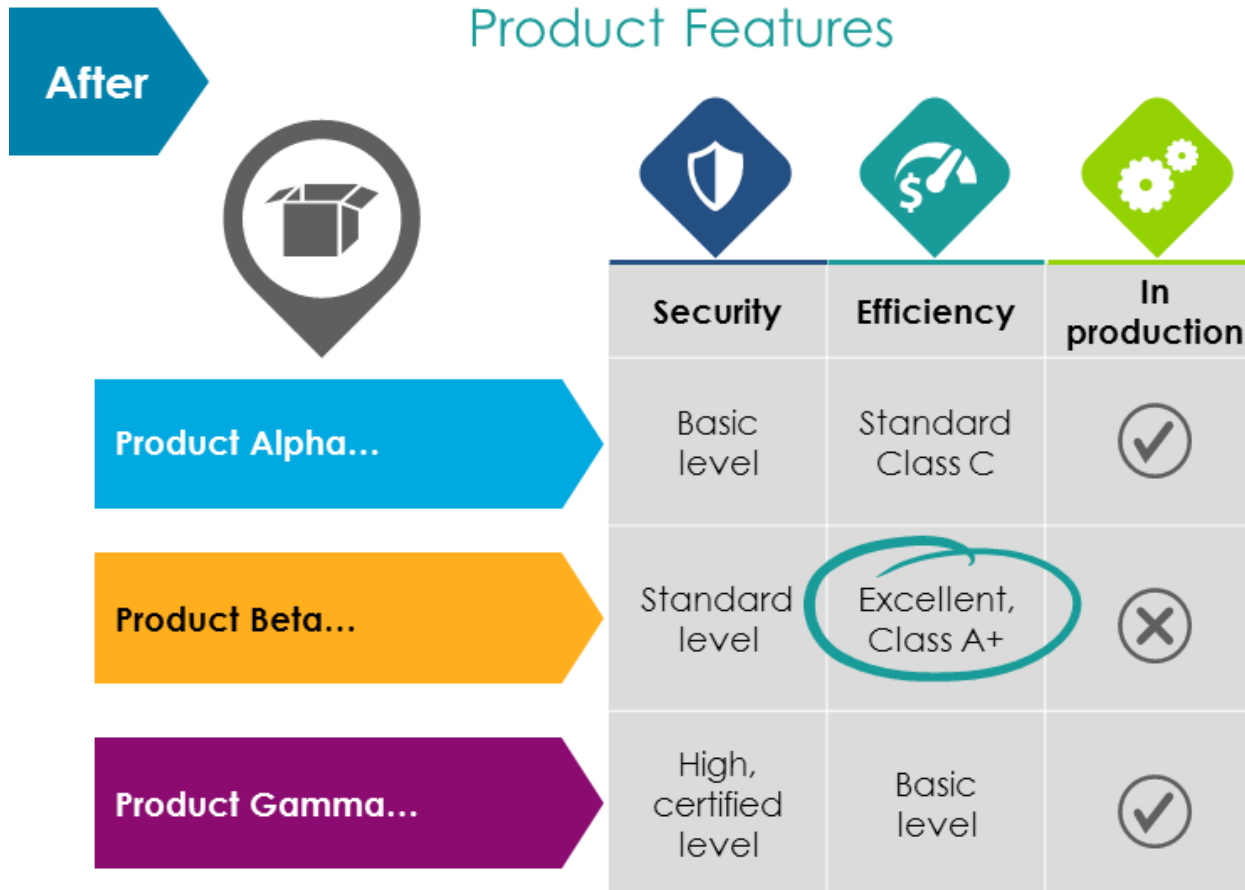 Product Features
After
Security
Efficiency
In
production
Product Alpha...
Basic
level
Standard
Class C
Product Beta...
Standard
level
Excellent,
Class A+
Product Gamma...
High,
certified
level
Basic
level